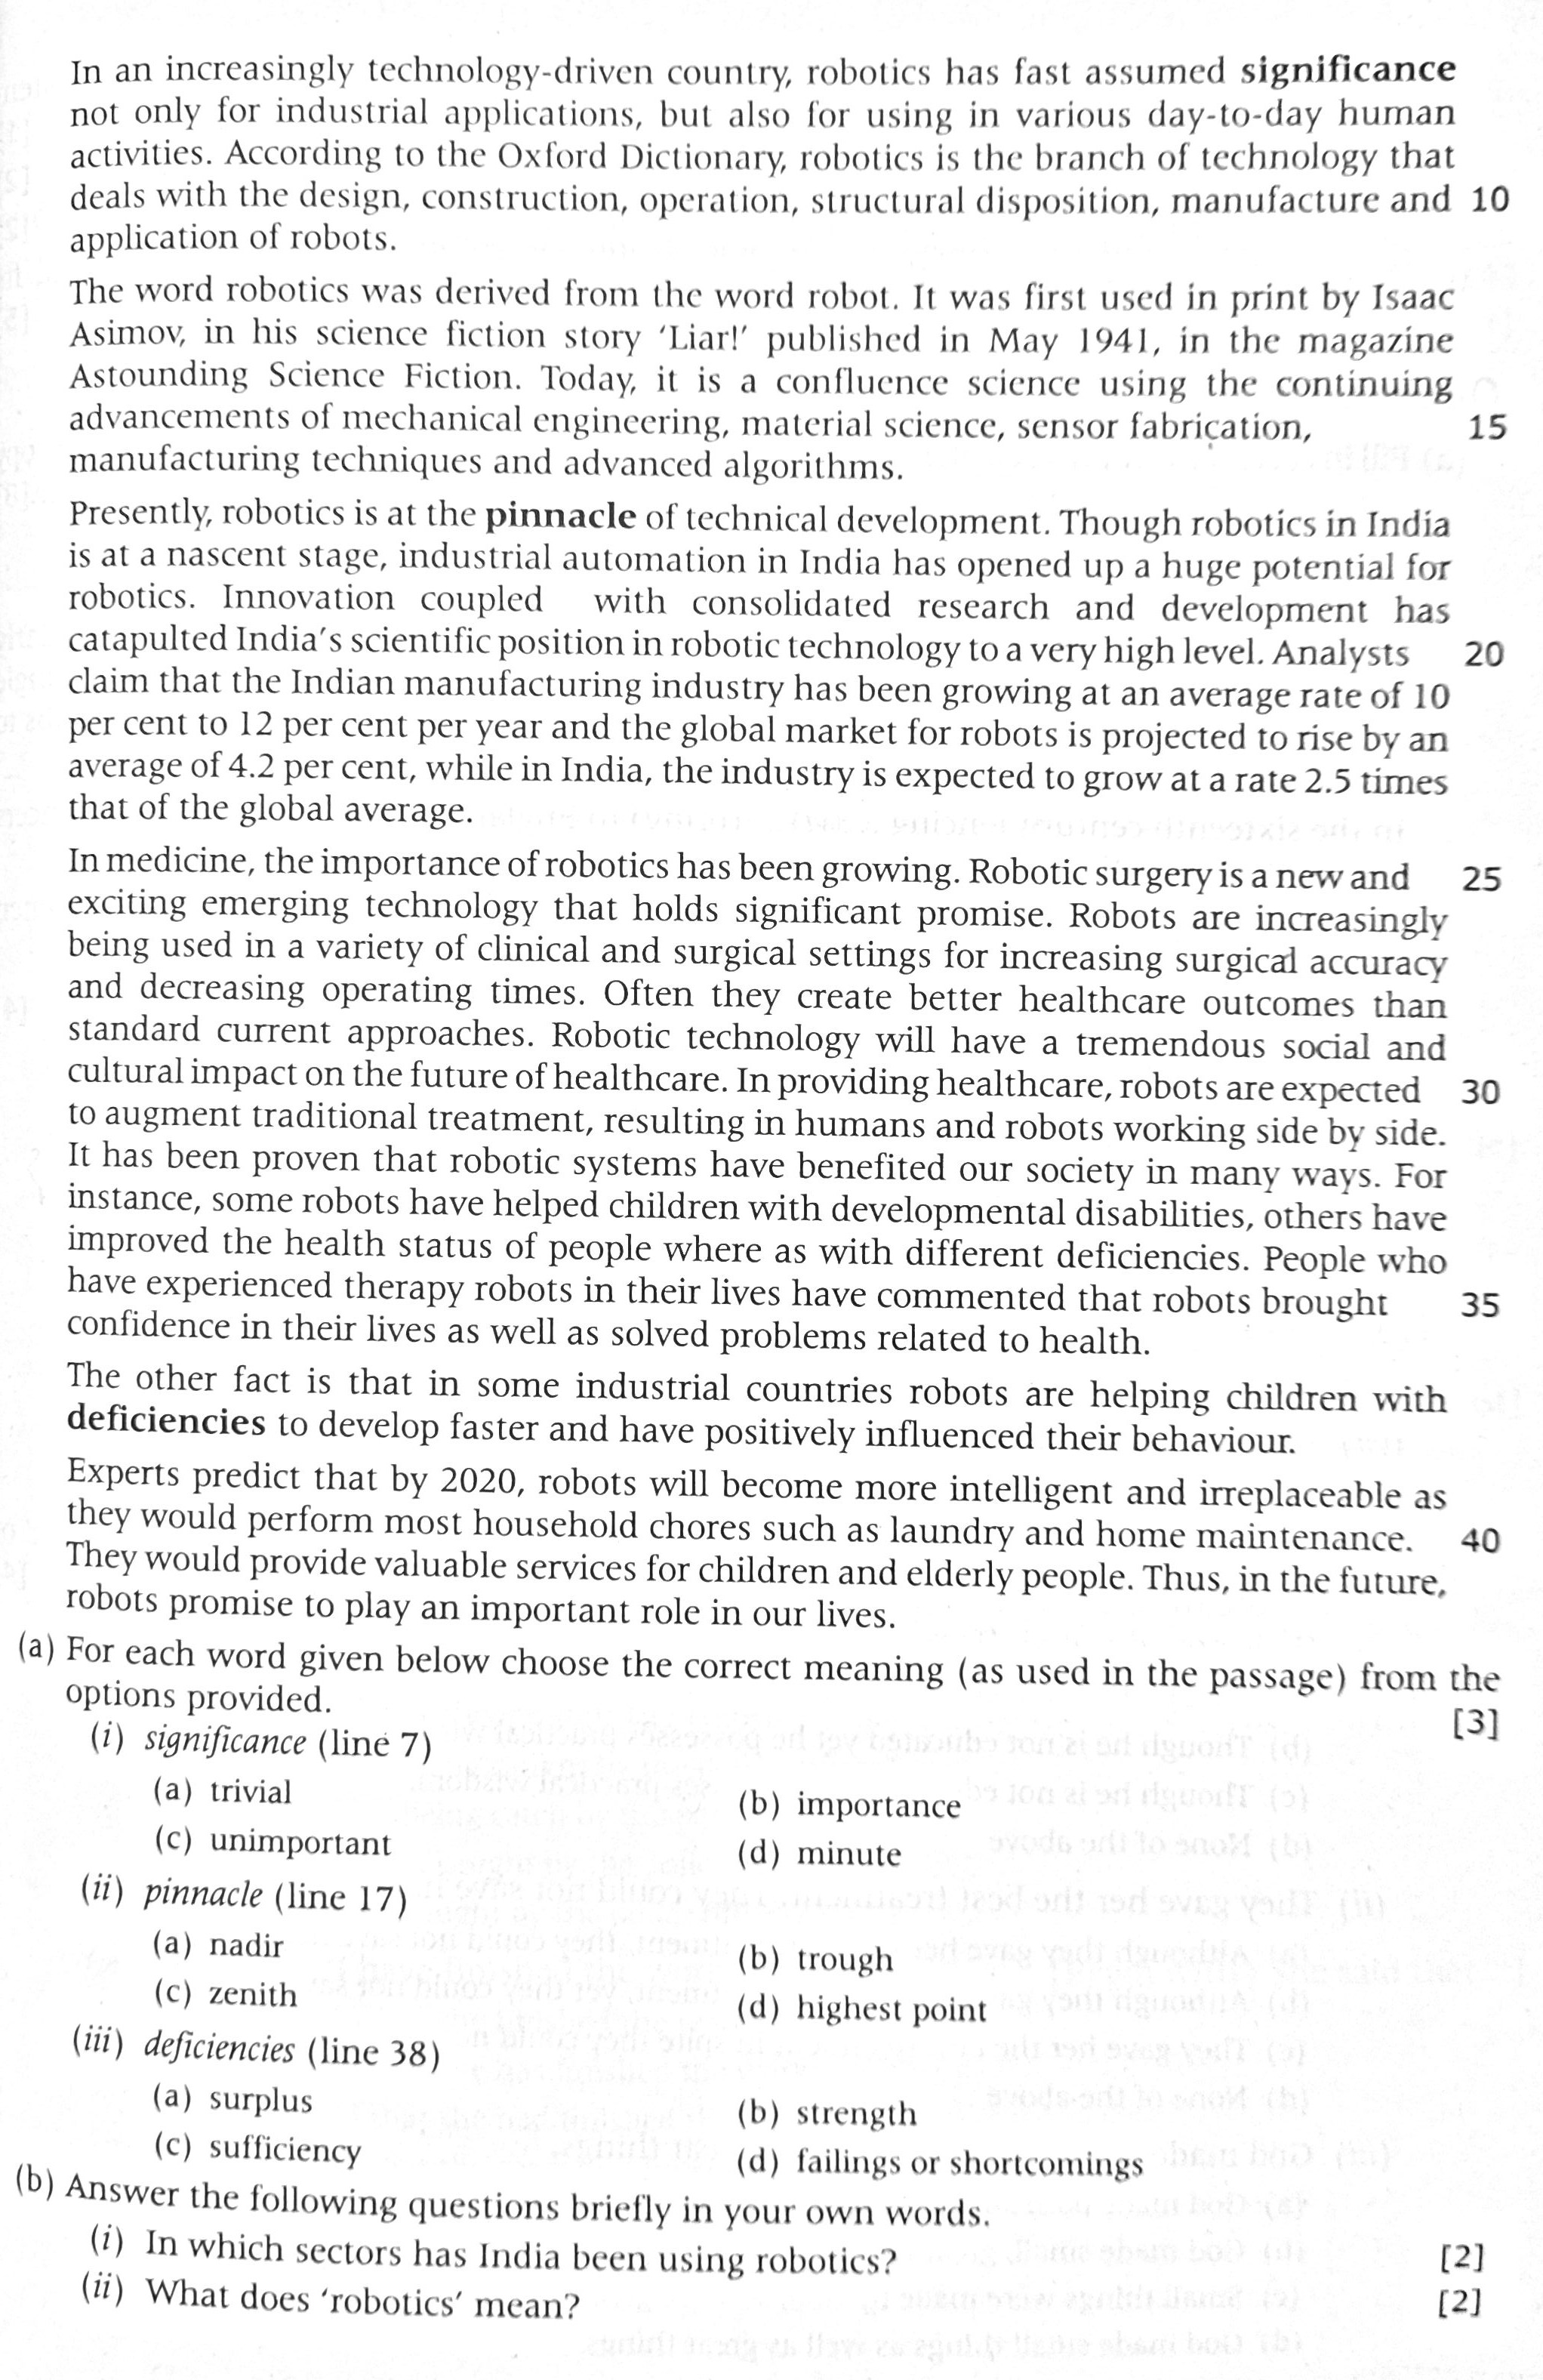 In an increasingly technology-driven country, robotics has fast assumed significance
not only for industrial applications, but also for using in various day-to-day human
activities. According to the Oxford Dictionary, robotics is the branch of technology that
deals with the design, construction, operation, structural disposition, manufacture and 10
application of robots.
The word robotics was derived from the word robot. It was first used in print by Isaac
Asimov, in his science fiction story ‘Liar!’ published in May 1941, in the magazine
Astounding Science Fiction. Today, it is a confluence science using the continuing
advancements of mechanical engineering, material science, sensor fabrication, 15
manufacturing techniques and advanced algorithms.
Presently, robotics is at the pinnacle of technical development. Though robotics in India
is at a nascent stage, industrial automation in India has opened up a huge potential for
robotics. Innovation coupled with consolidated research and development has
catapulted India’s scientific position in robotic technology to a very high level. Analysts 20
claim that the Indian manufacturing industry has been growing at an average rate of 10
per cent to 12 per cent per year and the global market for robots is projected to rise by an
average of 4.2 per cent, while in India, the industry is expected to grow at a rate 2.5 times
that of the global average.
In medicine, the importance of robotics has been growing. Robotic surgery is a new and 25
exciting emerging technology that holds significant promise. Robots are increasingly
being used in a variety of clinical and surgical settings for increasing surgical accuracy
and decreasing operating times. Often they create better healthcare outcomes than
standard current approaches. Robotic technology will have a tremendous social and
cultural impact on the future of healthcare. In providing healthcare, robots are expected 30
to augment traditional treatment, resulting in humans and robots working side by side.
It has been proven that robotic systems have benefited our society in many ways. For
instance, some robots have helped children with developmental disabilities, others have
improved the health status of people where as with different deficiencies. People who
have experienced therapy robots in their lives have commented that robots brought 35
confidence in their lives as well as solved problems related to health.
The other fact is that in some industrial countries robots are helping children with
deficiencies to develop faster and have positively influenced their behaviour.
Experts predict that by 2020, robots will become more intelligent and irreplaceable as
they would perform most household chores such as laundry and home maintenance. 40
They would provide valuable services for children and elderly people. Thus, in the future,
robots promise to play an important role in our lives.
(a) For each word given below choose the correct meaning (as used in the passage) from the
options provided. [3]
(i) significance (line 7)
(a) trivial (b) importance
(c) unimportant (d) minute
(ii) pinnacle (line 17)
(a) nadir (b) trough
(c) zenith (d) highest point
(iii) deficiencies (line 38)
(a) surplus (b) strength
(c) sufficiency (d) failings or shortcomings
(b) Answer the following questions briefly in your own words.
(i) In which sectors has India been using robotics? [2]
(ii) What does ‘robotics’ mean? [2]